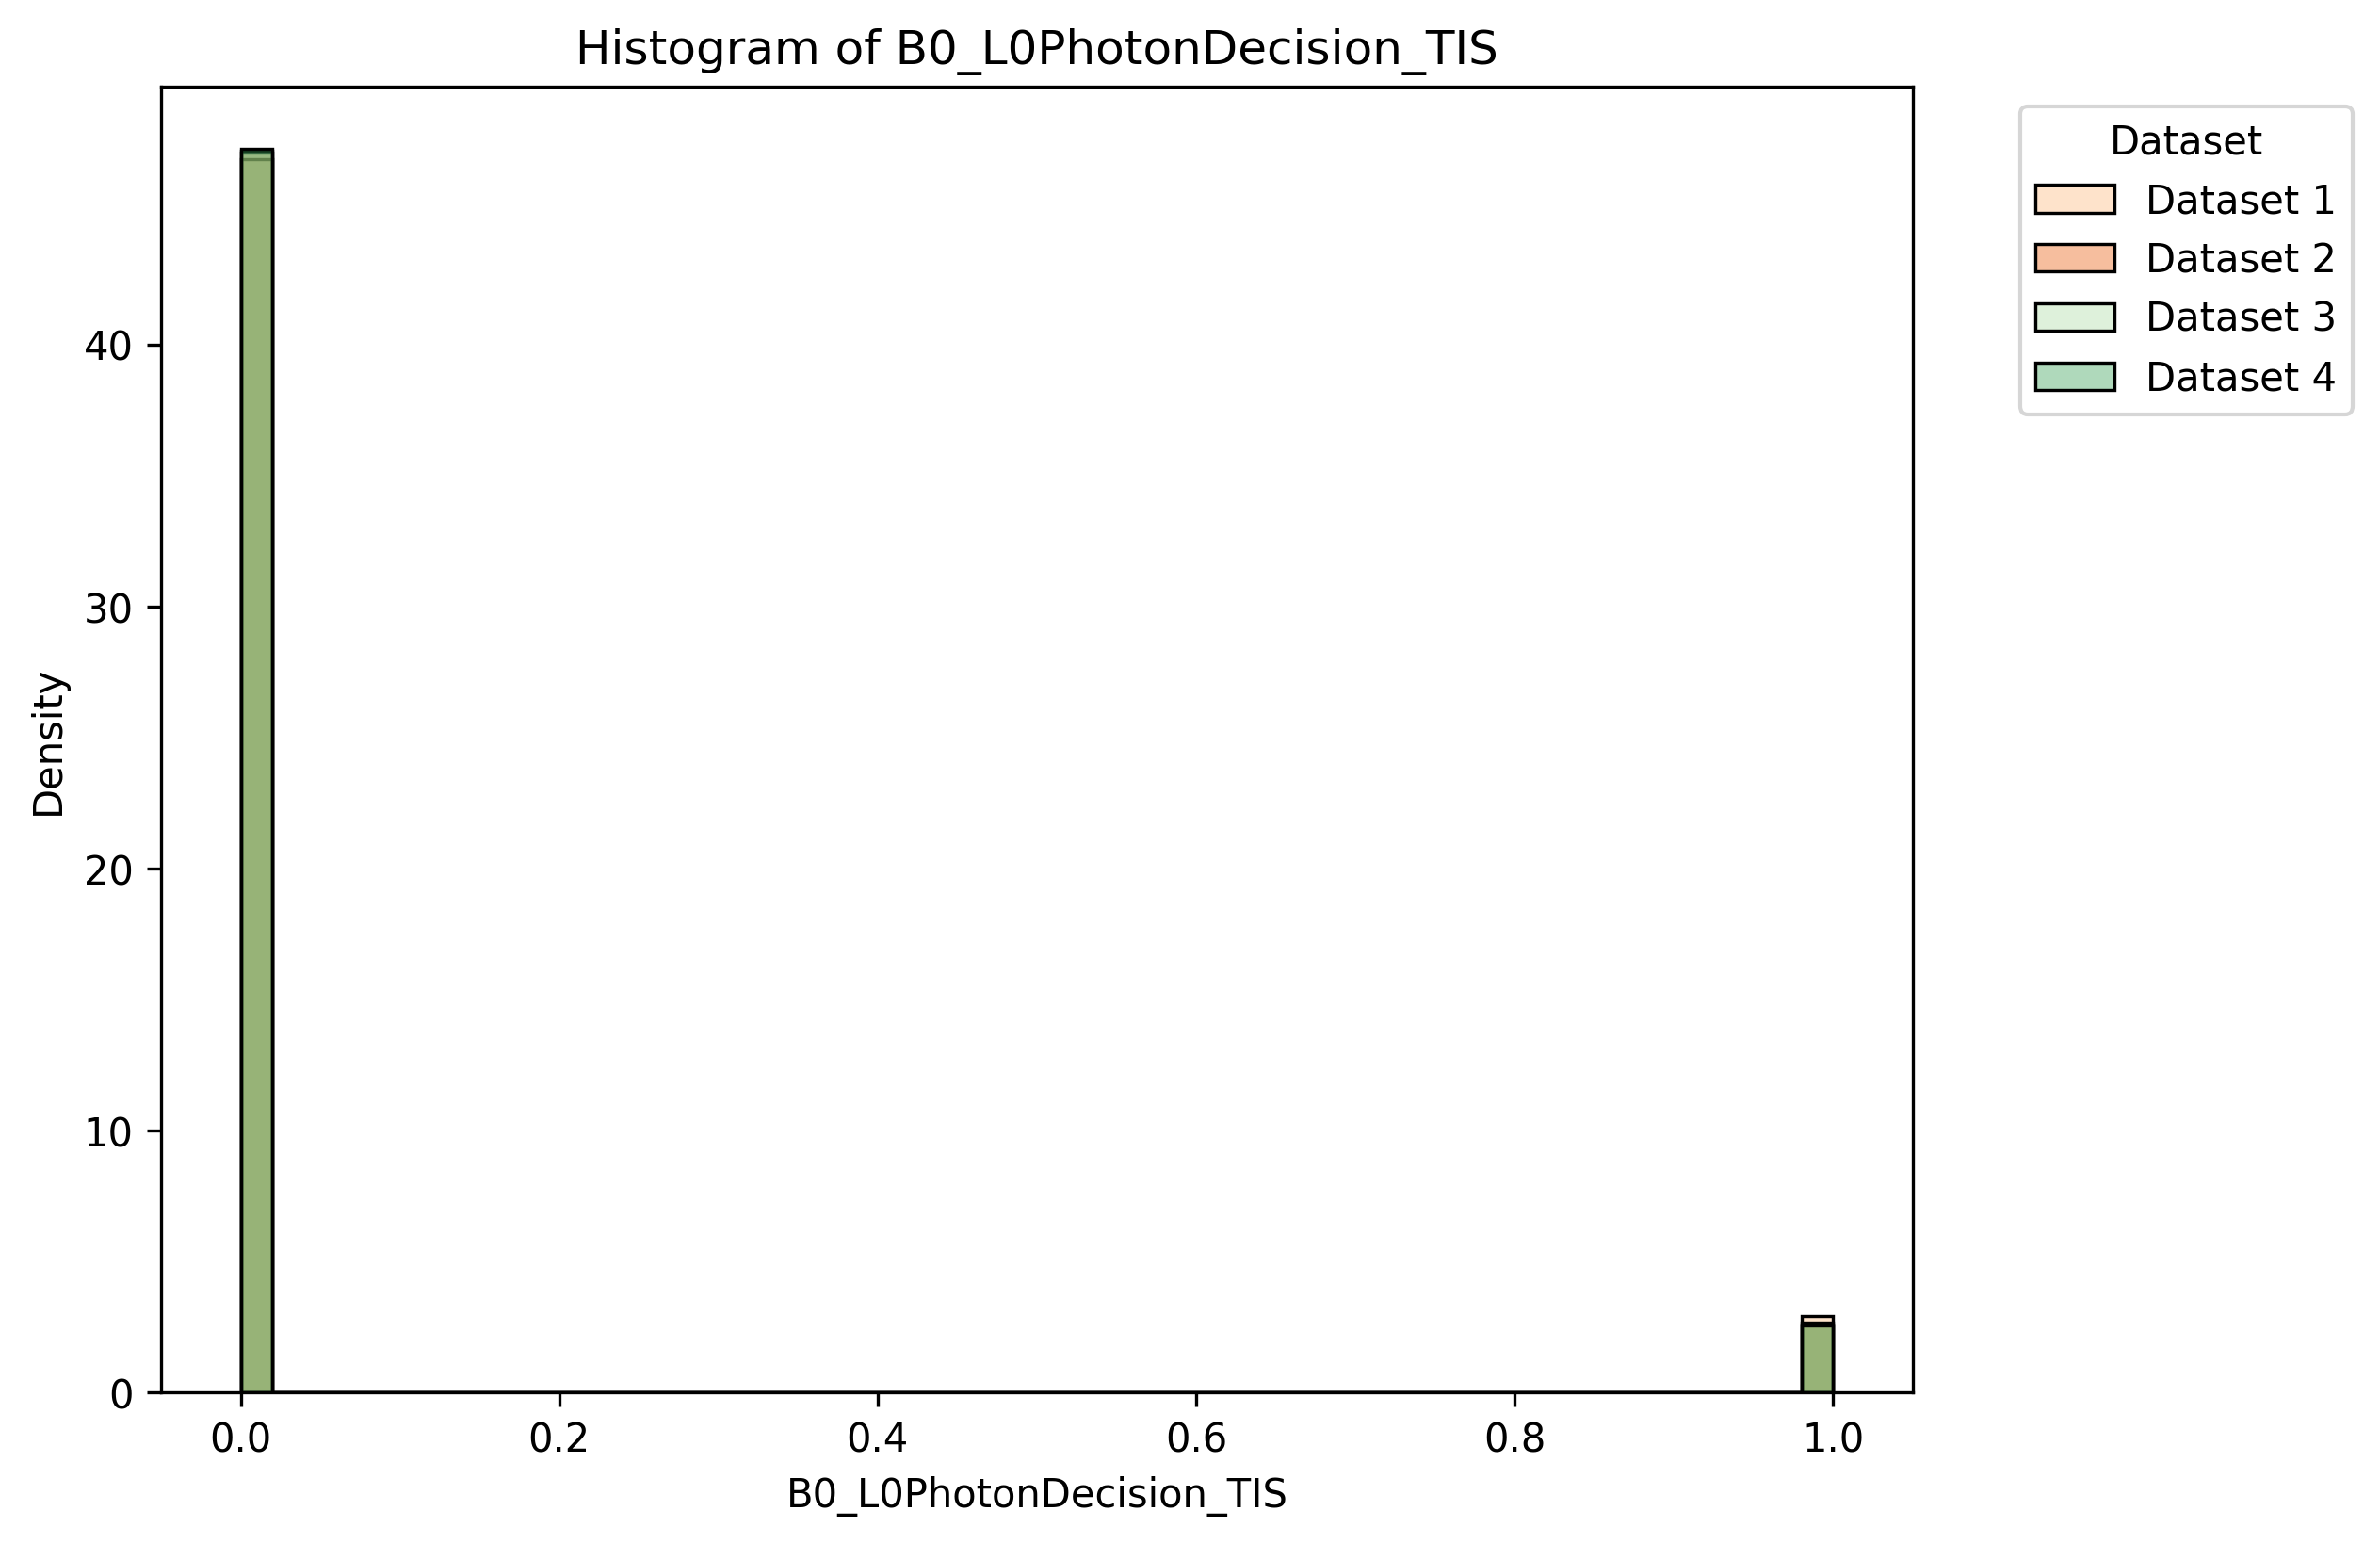 Histogram of B0_L0PhotonDecision_TIS
Dataset
Dataset 1
Dataset 2
Dataset 3
Dataset 4
Density
40
30
20
10
0
0.0 0.2 0.4 0.6 0.8 1.0
B0_L0PhotonDecision_TIS